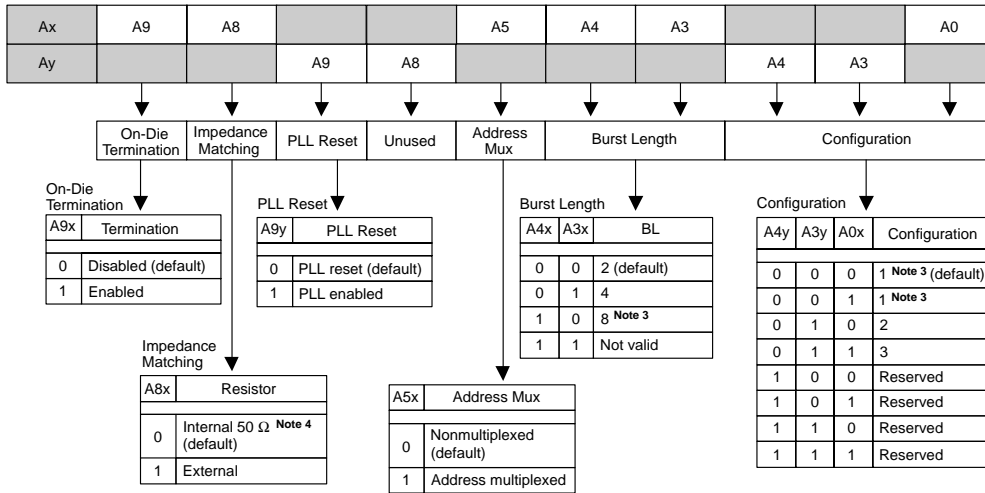 Ax A9 A8 A5 A4 A3 A0
Ay A9 A8 A4 A3
On-Die Termination Impedance Matching PLL Reset Unused Address Mux Burst Length Configuration
On-Die
Termination
A9x Termination
0 Disabled (default)
1 Enabled
PLL Reset
A9y PLL Reset
0 PLL reset (default)
1 PLL enabled
Burst Length
A4x A3x BL
0 0 2 (default)
0 1 4
1 0 8 Note 3
1 1 Not valid
Configuration
A4y A3y A0x Configuration
0 0 0 1 Note 3 (default)
0 0 1 1 Note 3
0 1 0 2
0 1 1 3
1 0 0 Reserved
1 0 1 Reserved
1 1 0 Reserved
1 1 1 Reserved
Impedance
Matching
A8x Resistor
0 Internal 50 Ω Note 4
(default)
1 External
A5x Address Mux
0 Nonmultiplexed
(default)
1 Address multiplexed